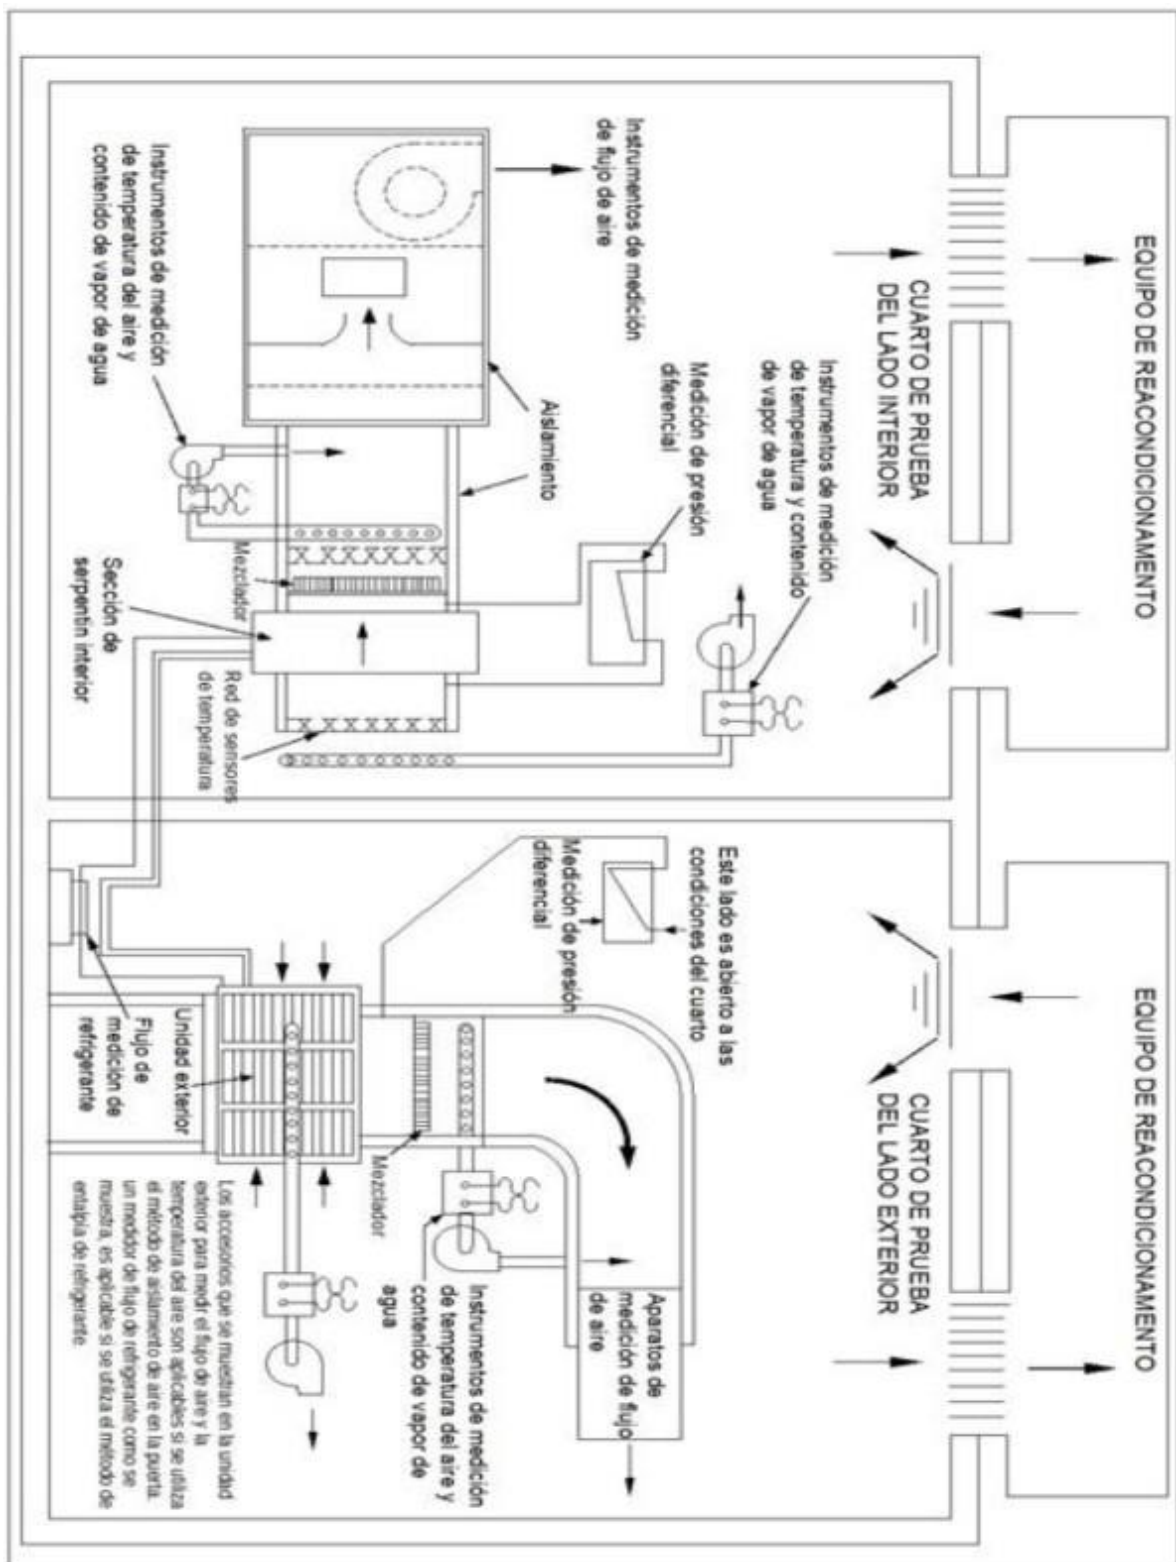 EQUIPO DE REACONDICIONAMENTO
EQUIPO DE REACONDICIONAMENTO
CUARTO DE PRUEBA
DEL LADO INTERIOR
CUARTO DE PRUEBA
DEL LADO EXTERIOR
Instrumentos de medición
de flujo de aire
Instrumentos de medición
de temperatura y contenido
de vapor de agua
Medición de presión
diferencial
Aislamiento
Instrumentos de medición
de temperatura del aire y
contenido de vapor de agua
Mezclador
Sección de
serpentin interior
Red de sensores
de temperatura
Este lado es abierto a las
condiciones del cuarto
Medición de presión
diferencial
Aparatos de
medición de flujo
de aire
Instrumentos de medición
de temperatura del aire y
contenido de vapor de
agua
Mezclador
Unidad exterior
Flujo de
medición de
refrigerante
Los accesorios que se muestran en la unidad
exterior para medir el flujo de aire y la
temperatura del aire son aplicables si se utiliza
el método de aislamiento de aire en la puerta.
un medidor de flujo de refrigerante como se
muestra, es aplicable si se utiliza el método de
entalpia de refrigerante.